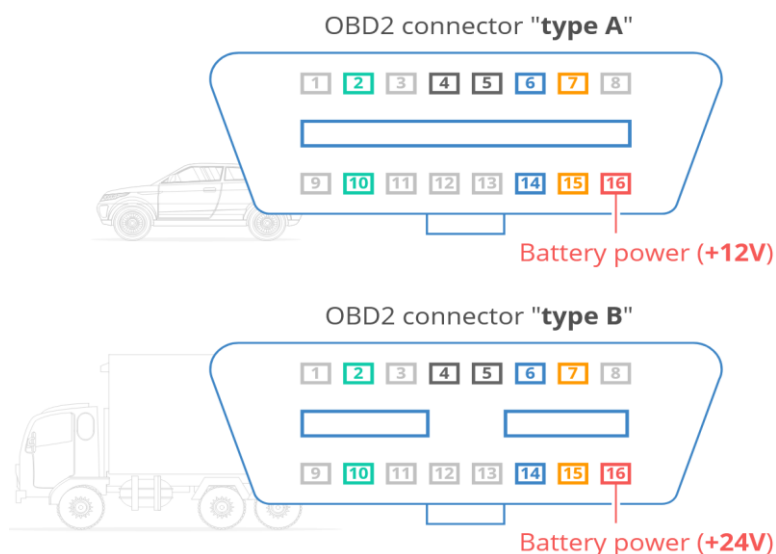 OBD2 connector "type A"
1 2 3 4 5 6 7 8
9 10 11 12 13 14 15 16
Battery power (+12V)
OBD2 connector "type B"
1 2 3 4 5 6 7 8
9 10 11 12 13 14 15 16
Battery power (+24V)